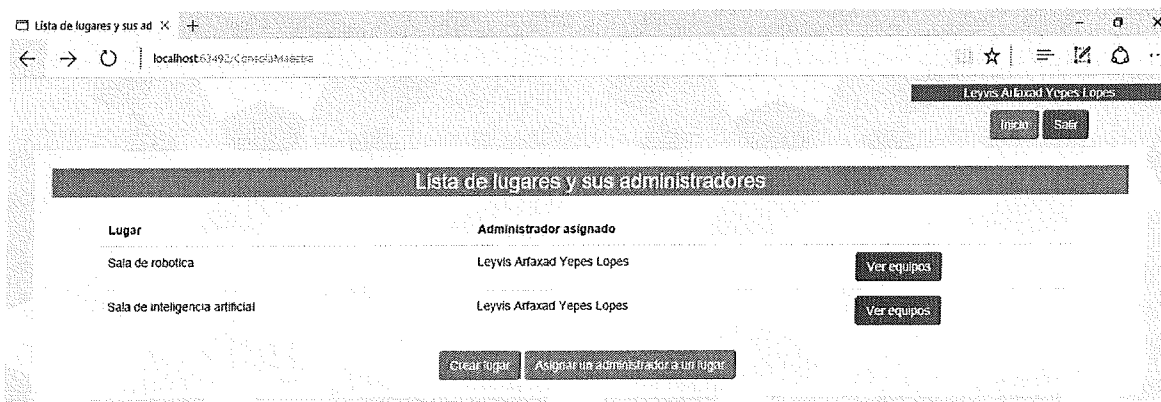 Lista de lugares y sus ad
localhost:63492/ConsolaMaestra
Leyvis Arfaxad Yepes Lopes
Inicio Salir
Lista de lugares y sus administradores
Lugar Administrador asignado
Sala de robotica Leyvis Arfaxad Yepes Lopes Ver equipos
Sala de inteligencia artificial Leyvis Arfaxad Yepes Lopes Ver equipos
Crear lugar Asignar un administrador a un lugar